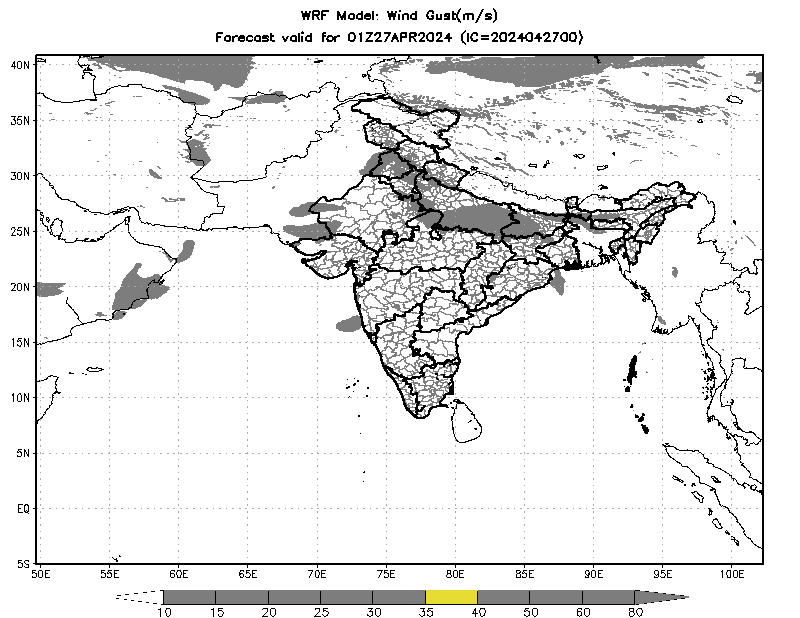 WRF Model: Wind Gust(m/s)
Forecast valid for 01Z27APR2024 (IC=2024042700)
40N
35N
30N
25N
20N
15N
10N
5N
EQ
5S
50E 55E 60E 65E 70E 75E 80E 85E 90E 95E 100E
10 15 20 25 30 35 40 50 60 80